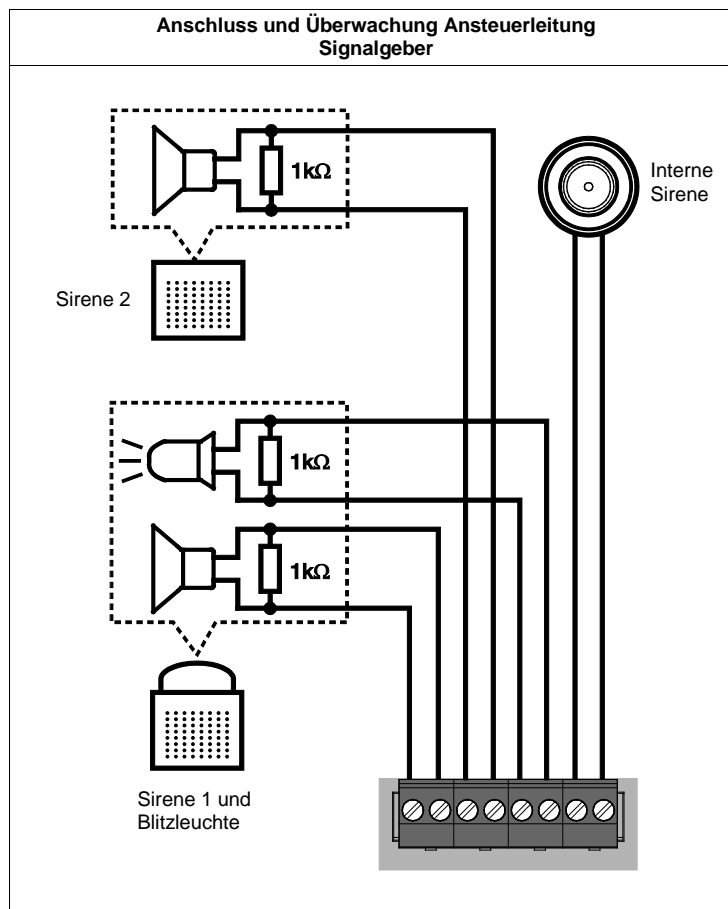 Anschluss und Überwachung Ansteuerleitung
Signalgeber
1kΩ
Interne
Sirene
Sirene 2
1kΩ
1kΩ
Sirene 1 und
Blitzleuchte